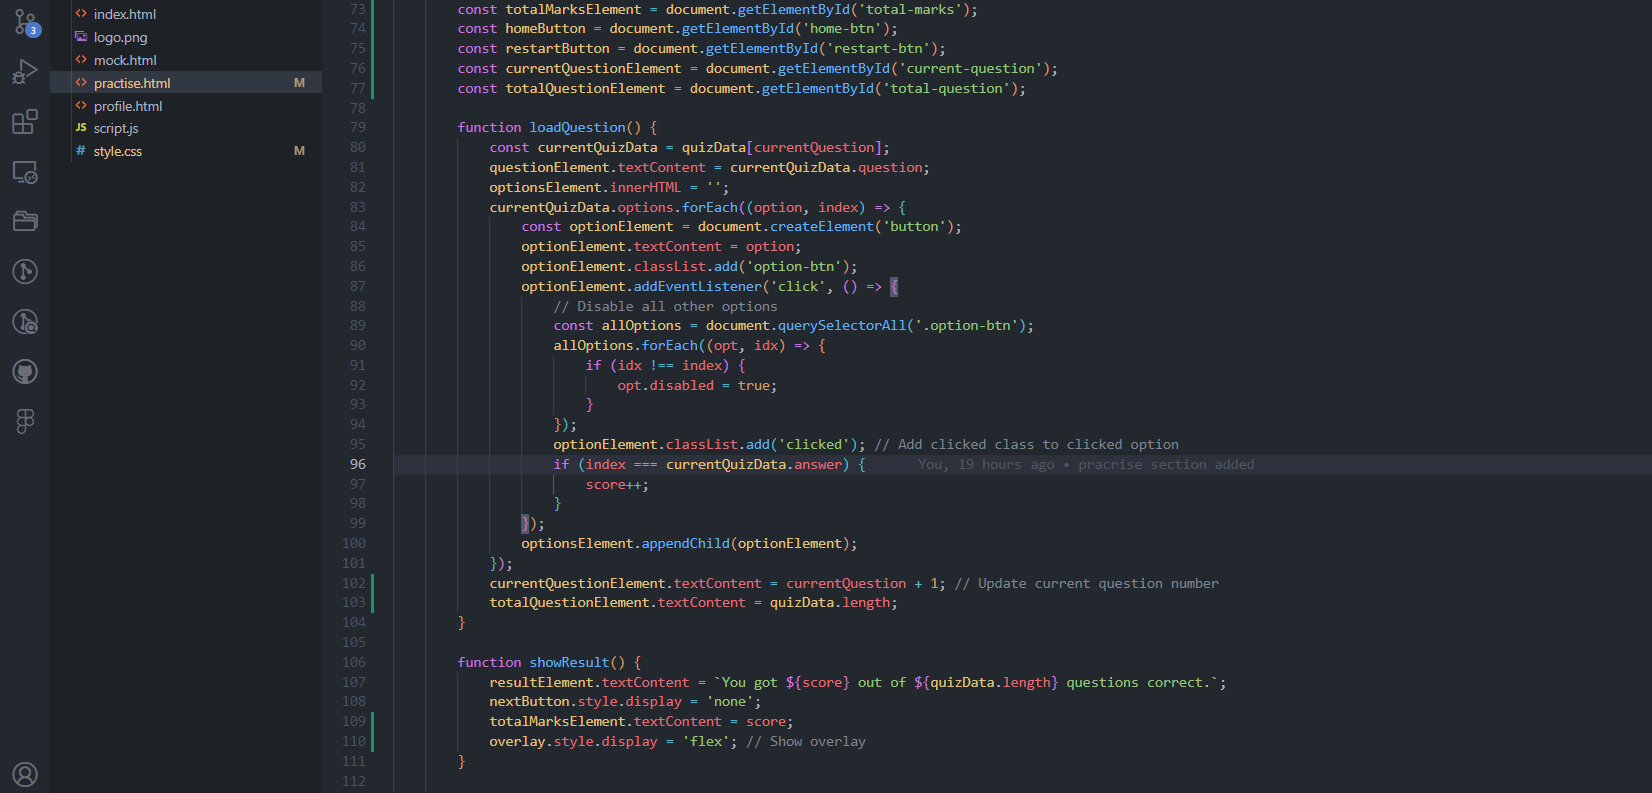 3
index.html
logo.png
mock.html
practise.html M
profile.html
JS script.js
# style.css M
73 const totalMarksElement = document.getElementById('total-marks');
74 const homeButton = document.getElementById('home-btn');
75 const restartButton = document.getElementById('restart-btn');
76 const currentQuestionElement = document.getElementById('current-question');
77 const totalQuestionElement = document.getElementById('total-question');
78
79 function loadQuestion() {
80 const currentQuizData = quizData[currentQuestion];
81 questionElement.textContent = currentQuizData.question;
82 optionsElement.innerHTML = '';
83 currentQuizData.options.forEach((option, index) => {
84 const optionElement = document.createElement('button');
85 optionElement.textContent = option;
86 optionElement.classList.add('option-btn');
87 optionElement.addEventListener('click', () => {
88 // Disable all other options
89 const allOptions = document.querySelectorAll('.option-btn');
90 allOptions.forEach((opt, idx) => {
91 if (idx !== index) {
92 opt.disabled = true;
93 }
94 });
95 optionElement.classList.add('clicked'); // Add clicked class to clicked option
96 if (index === currentQuizData.answer) { You, 19 hours ago • pracrise section added
97 score++;
98 }
99 });
100 optionsElement.appendChild(optionElement);
101 });
102 currentQuestionElement.textContent = currentQuestion + 1; // Update current question number
103 totalQuestionElement.textContent = quizData.length;
104 }
105
106 function showResult() {
107 resultElement.textContent = `You got ${score} out of ${quizData.length} questions correct.`;
108 nextButton.style.display = 'none';
109 totalMarksElement.textContent = score;
110 overlay.style.display = 'flex'; // Show overlay
111 }
112